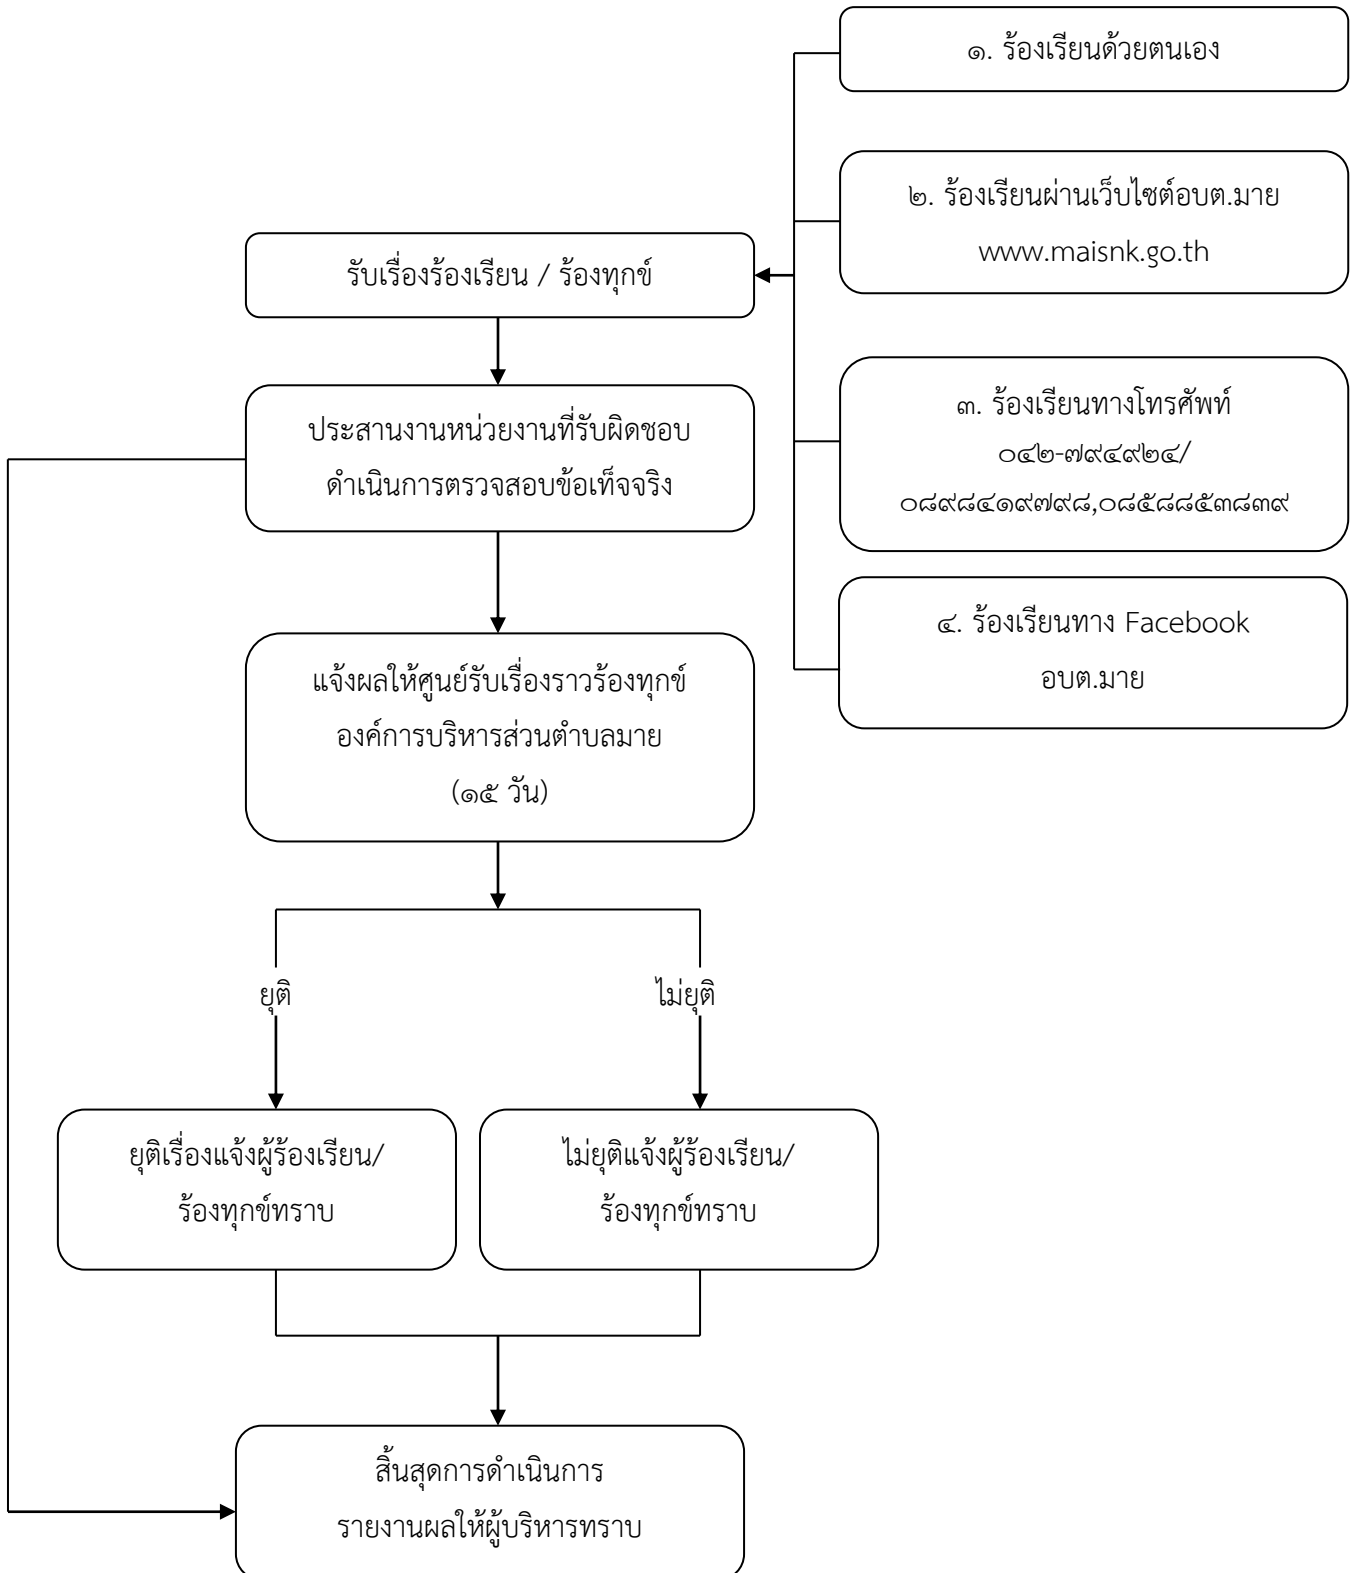 ๑. ร้องเรียนด้วยตนเอง
๒. ร้องเรียนผ่านเว็บไซต์อบต.มาย
www.maisnk.go.th
รับเรื่องร้องเรียน / ร้องทุกข์
๓. ร้องเรียนทางโทรศัพท์
๐๔๒-๗๙๔๙๒๔/
๐๘๙๘๔๑๙๗๙๘,๐๘๕๘๘๕๓๘๓๙
ประสานงานหน่วยงานที่รับผิดชอบ
ดำเนินการตรวจสอบข้อเท็จจริง
๔. ร้องเรียนทาง Facebook
อบต.มาย
แจ้งผลให้ศูนย์รับเรื่องราวร้องทุกข์
องค์การบริหารส่วนตำบลมาย
(๑๕ วัน)
ยุติ
ไม่ยุติ
ยุติเรื่องแจ้งผู้ร้องเรียน/
ร้องทุกข์ทราบ
ไม่ยุติแจ้งผู้ร้องเรียน/
ร้องทุกข์ทราบ
สิ้นสุดการดำเนินการ
รายงานผลให้ผู้บริหารทราบ